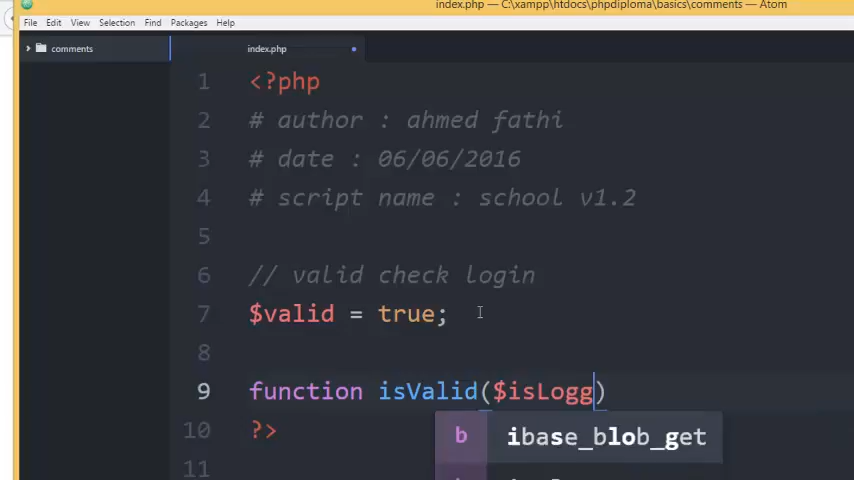 index.php — C:\xampp\htdocs\phpdiploma\basics\comments — Atom
File Edit View Selection Find Packages Help
comments
index.php
1 <?php
2 # author : ahmed fathi
3 # date : 06/06/2016
4 # script name : school v1.2
5
6 // valid check login
7 $valid = true;
8
9 function isValid($isLogg)
b ibase_blob_get
10 ?>
11